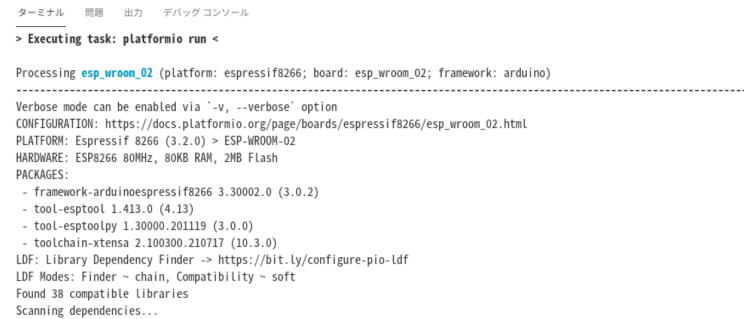 ターミナル 問題 出力 デバッグ コンソール
> Executing task: platformio run <
Processing esp_wroom_02 (platform: espressif8266; board: esp_wroom_02; framework: arduino)
--------------------------------------------------------------------------------------------------------------
Verbose mode can be enabled via `-v, --verbose` option
CONFIGURATION: https://docs.platformio.org/page/boards/espressif8266/esp_wroom_02.html
PLATFORM: Espressif 8266 (3.2.0) > ESP-WROOM-02
HARDWARE: ESP8266 80MHz, 80KB RAM, 2MB Flash
PACKAGES:
 - framework-arduinoespressif8266 3.30002.0 (3.0.2)
 - tool-esptool 1.413.0 (4.13)
 - tool-esptoolpy 1.30000.201119 (3.0.0)
 - toolchain-xtensa 2.100300.210717 (10.3.0)
LDF: Library Dependency Finder -> https://bit.ly/configure-pio-ldf
LDF Modes: Finder ~ chain, Compatibility ~ soft
Found 38 compatible libraries
Scanning dependencies...